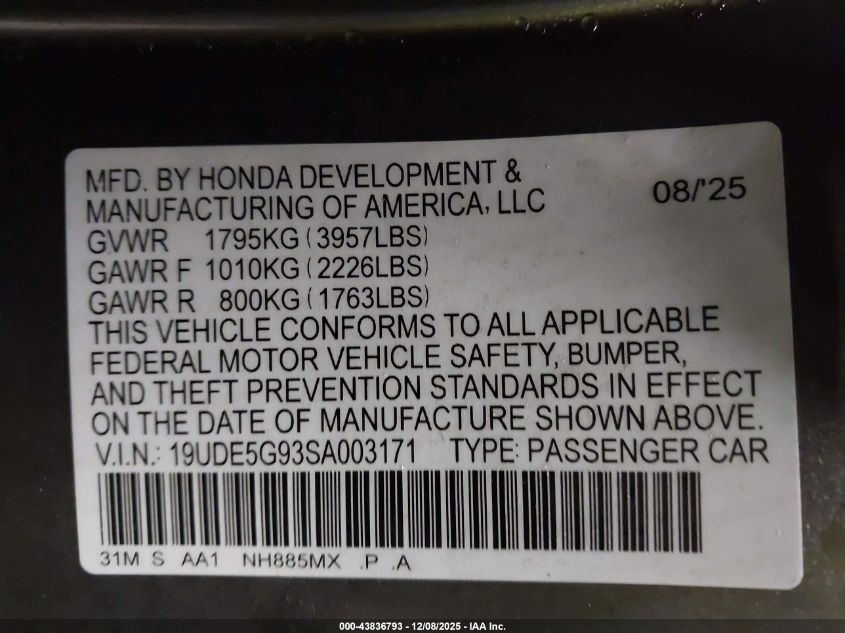 MFD. BY HONDA DEVELOPMENT &
MANUFACTURING OF AMERICA, LLC
08/'25
GVWR 1795KG (3957LBS)
GAWR F 1010KG (2226LBS)
GAWR R 800KG (1763LBS)
THIS VEHICLE CONFORMS TO ALL APPLICABLE
FEDERAL MOTOR VEHICLE SAFETY, BUMPER,
AND THEFT PREVENTION STANDARDS IN EFFECT
ON THE DATE OF MANUFACTURE SHOWN ABOVE.
V.I.N.: 19UDE5G93SA003171 TYPE: PASSENGER CAR
31M S AA1 NH885MX .P .A
000-43836793 - 12/08/2025 - IAA Inc.